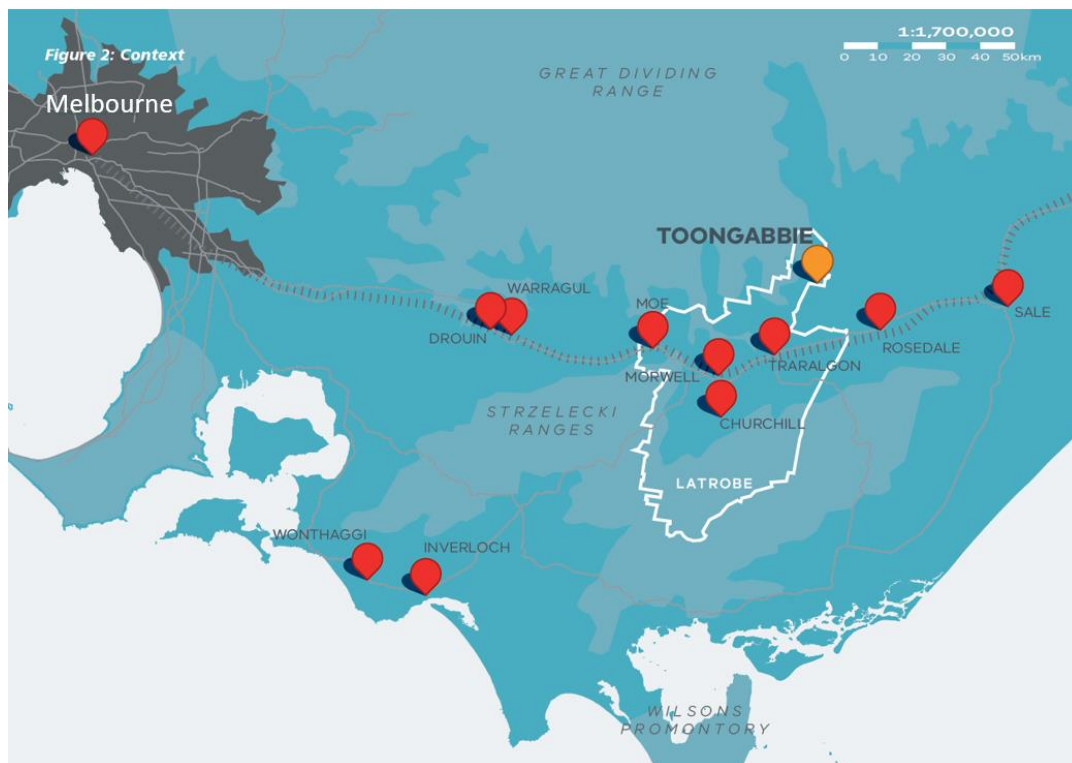 1:1,700,000
Figure 2: Context
0 10 20 30 40 50km
GREAT DIVIDING
RANGE
Melbourne
TOONGABBIE
WARRAGUL
MOE
SALE
DROUIN
ROSEDALE
TRARALGON
MORWELL
STRZELECKI
RANGES
CHURCHILL
LATROBE
WONTHAGGI
INVERLOCH
WILSONS
PROMONTORY